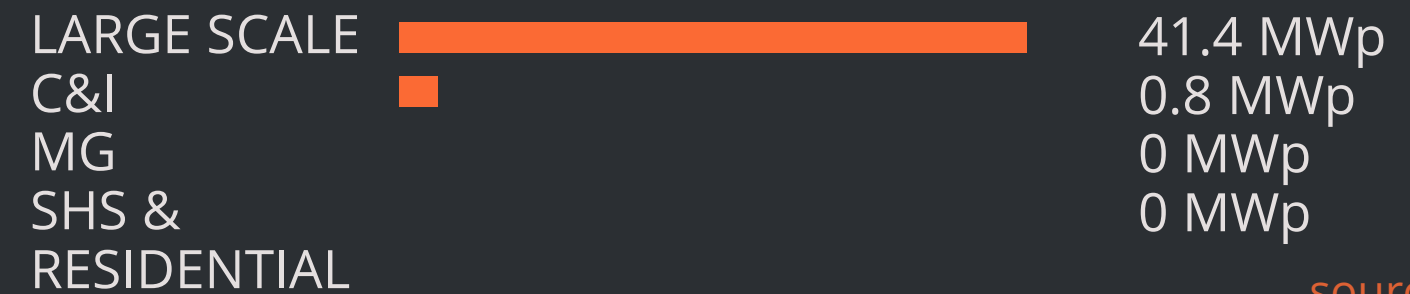 LARGE SCALE 41.4 MWp
C&I 0.8 MWp
MG 0 MWp
SHS & 0 MWp
RESIDENTIAL